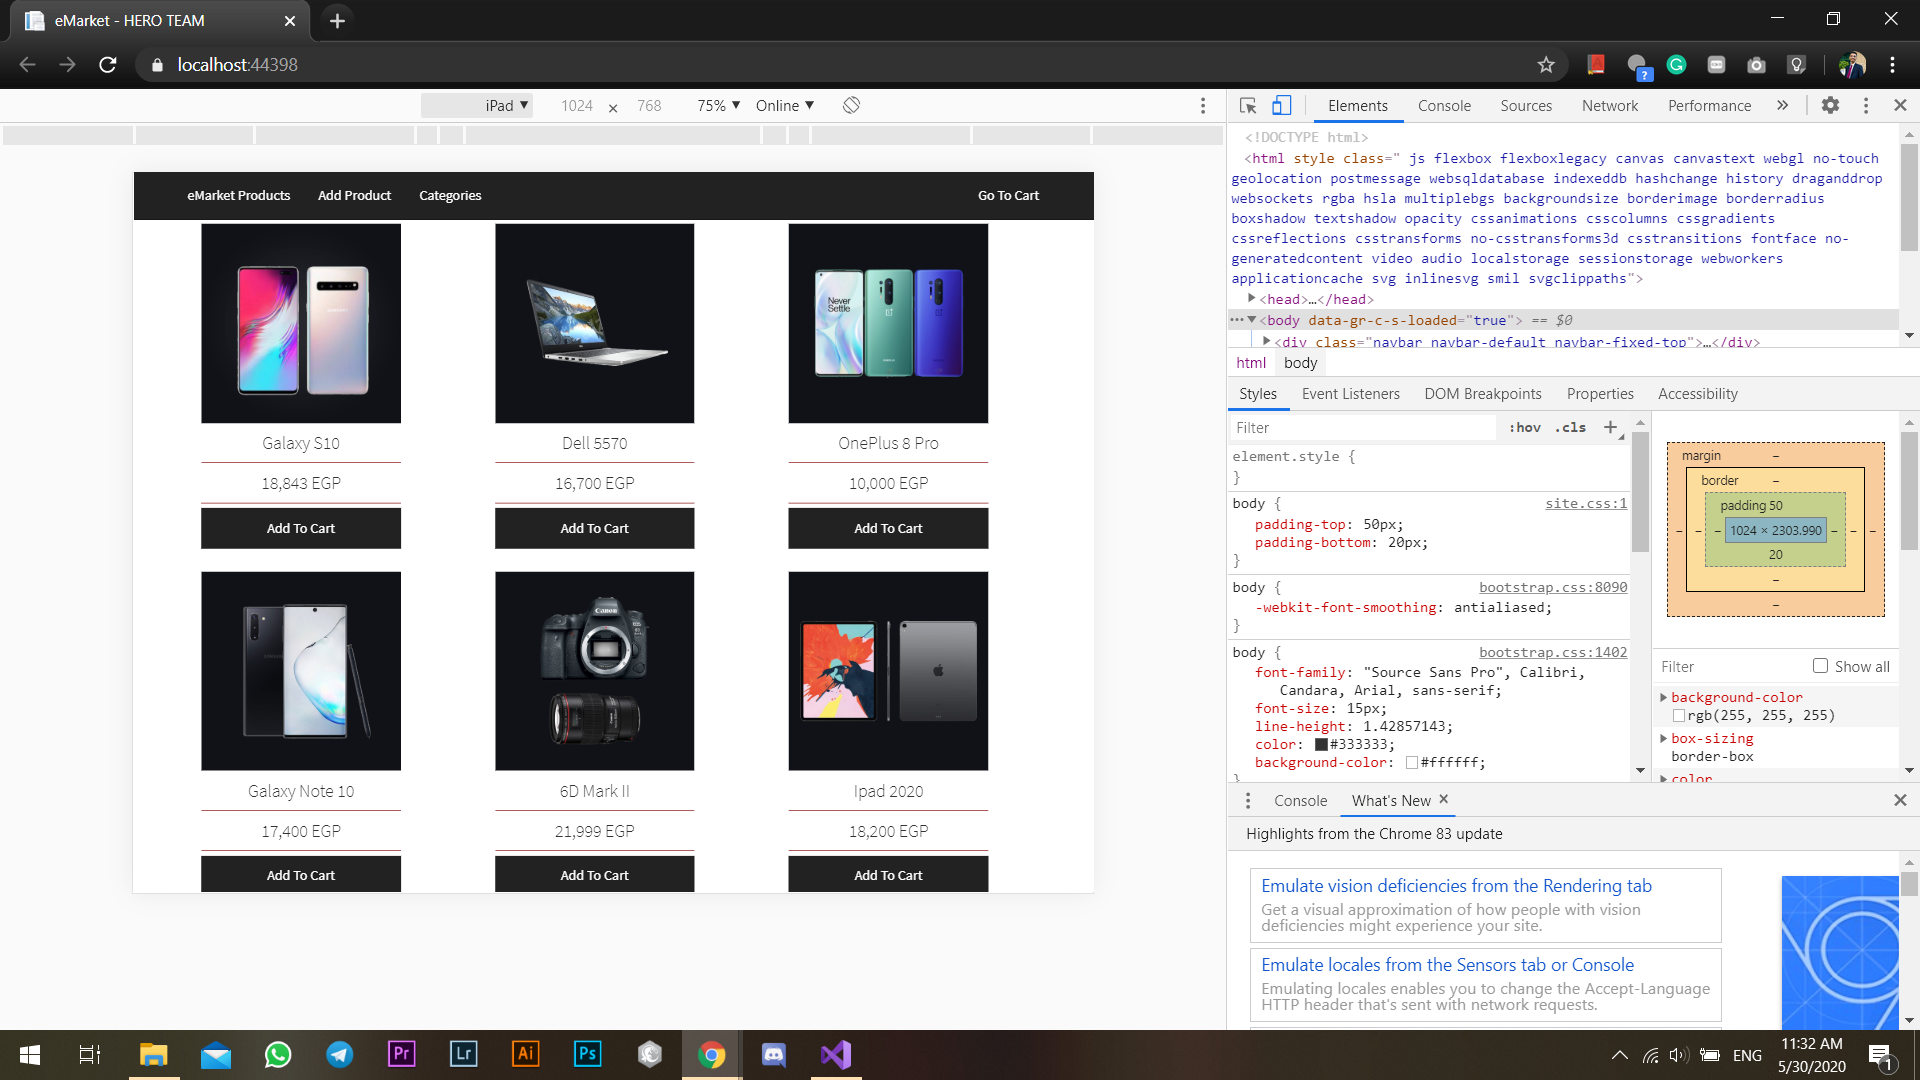 eMarket - HERO TEAM
localhost:44398
iPad ▼ 1024 × 768 75% ▼ Online ▼
eMarket Products Add Product Categories Go To Cart
Never Settle
Galaxy S10 Dell 5570 OnePlus 8 Pro
18,843 EGP 16,700 EGP 10,000 EGP
Add To Cart Add To Cart Add To Cart
Canon
Galaxy Note 10 6D Mark II Ipad 2020
17,400 EGP 21,999 EGP 18,200 EGP
Add To Cart Add To Cart Add To Cart
Elements Console Sources Network Performance »
<!DOCTYPE html>
<html style class=" js flexbox flexboxlegacy canvas canvastext webgl no-touch
geolocation postmessage websqldatabase indexeddb hashchange history draganddrop
websockets rgba hsla multiplebgs backgroundsize borderimage borderradius
boxshadow textshadow opacity cssanimations csscolumns cssgradients
cssreflections csstransforms no-csstransforms3d csstransitions fontface no-
generatedcontent video audio localstorage sessionstorage webworkers
applicationcache svg inlinesvg smil svgclippaths">
<head>…</head>
<body data-gr-c-s-loaded="true"> == $0
<div class="navbar navbar-default navbar-fixed-top">…</div>
html body
Styles Event Listeners DOM Breakpoints Properties Accessibility
Filter :hov .cls +
element.style {
}
body { site.css:1
padding-top: 50px;
padding-bottom: 20px;
}
body { bootstrap.css:8090
-webkit-font-smoothing: antialiased;
}
body { bootstrap.css:1402
font-family: "Source Sans Pro", Calibri,
Candara, Arial, sans-serif;
font-size: 15px;
line-height: 1.42857143;
color: #333333;
background-color: #ffffff;
}
margin –
border –
padding 50
– – – 1024 × 2303.990 – – –
20
–
–
Filter Show all
background-color
rgb(255, 255, 255)
box-sizing
border-box
color
Console What's New ×
Highlights from the Chrome 83 update
Emulate vision deficiencies from the Rendering tab
Get a visual approximation of how people with vision
deficiencies might experience your site.
Emulate locales from the Sensors tab or Console
Emulating locales enables you to change the Accept-Language
HTTP header that's sent with network requests.
Pr Lr Ai Ps
ENG
11:32 AM
5/30/2020
1